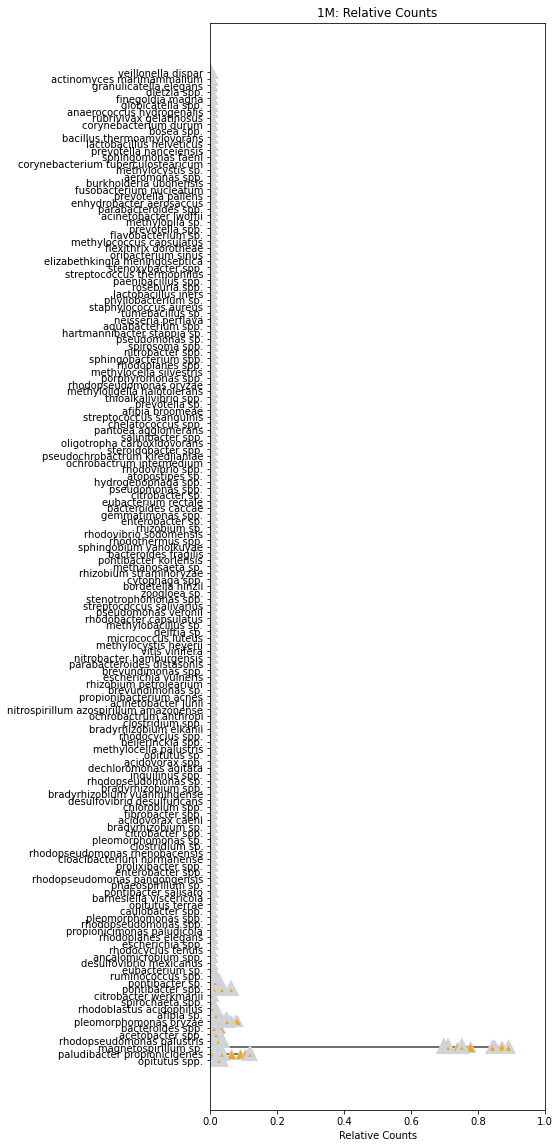 1M: Relative Counts
veillonella dispar
actinomyces marimammalium
granulicatella elegans
dietzia spp.
finegoldia magna
globicatella spp.
anaerococcus hydrogenalis
rubrivivax gelatinosus
corynebacterium durum
bosea spp.
bacillus thermoamylovorans
lactobacillus helveticus
prevotella nanceiensis
sphingomonas faeni
corynebacterium tuberculostearicum
methylocystis sp.
aeromonas spp.
burkholderia ubonensis
fusobacterium nucleatum
prevotella pallens
enhydrobacter aerosaccus
parabacteroides spp.
acinetobacter lwoffii
methylopila sp.
prevotella spp.
flavobacterium sp.
methylococcus capsulatus
flexithrix dorotheae
oribacterium sinus
elizabethkingia meningoseptica
stenoxybacter spp.
streptococcus thermophilus
paenibacillus spp.
roseburia spp.
lactobacillus iners
phyllobacterium sp.
staphylococcus aureus
tumebacillus sp.
neisseria perflava
aquabacterium spp.
hartmannibacter stappia sp.
pseudomonas sp.
spirosoma spp.
nitrobacter spp.
sphingobacterium spp.
rhodoplanes spp.
methylocella silvestris
porphyromonas spp.
rhodopseudomonas oryzae
methyloligella halotolerans
thioalkalivibrio spp.
prevotella sp.
afipia broomeae
streptococcus sanguinis
chelatococcus spp.
pantoea agglomerans
salinibacter spp.
oligotropha carboxidovorans
steroidobacter spp.
pseudochrobactrum kiredjianiae
ochrobactrum intermedium
rhodovibrio spp.
atopostipes sp.
hydrogenophaga spp.
pseudomonas spp.
citrobacter sp.
eubacterium rectale
bacteroides caccae
gemmatimonas spp.
enterobacter sp.
rhizobium sp.
rhodovibrio sodomensis
rhodothermus spp.
sphingobium yanoikuyae
bacteroides fragilis
pontibacter korlensis
methanosaeta sp.
rhizobium straminoryzae
cytophaga spp.
bordetella hinzii
zoogloea sp.
stenotrophomonas spp.
streptococcus salivarius
pseudomonas veronii
rhodobacter capsulatus
methylobacillus sp.
delftia sp.
micrococcus luteus
methylocystis heyerii
vitis vinifera
nitrobacter hamburgensis
parabacteroides distasonis
brevundimonas spp.
escherichia vulneris
rhizobium petrolearium
brevundimonas sp.
propionibacterium acnes
acinetobacter junii
nitrospirillum azospirillum amazonense
ochrobactrum anthropi
clostridium spp.
bradyrhizobium elkanii
rhodocyclus spp.
beijerinckia spp.
methylocella palustris
opitutus sp.
acidovorax spp.
dechloromonas agitata
inquilinus spp.
rhodopseudomonas sp.
bradyrhizobium spp.
bradyrhizobium yuanmingense
desulfovibrio desulfuricans
chlorobium spp.
fibrobacter spp.
acidovorax caeni
bradyrhizobium sp.
citrobacter spp.
pleomorphomonas sp.
clostridium sp.
rhodopseudomonas rhenobacensis
cloacibacterium normanense
prolixibacter spp.
enterobacter spp.
rhodopseudomonas pangongensis
phaeospirillum sp.
pontibacter salisato
barnesiella viscericola
opitutus terrae
caulobacter spp.
pleomorphomonas spp.
rhodopseudomonas spp.
propionicimonas paludicola
rhodoplanes elegans
escherichia spp.
rhodocyclus tenuis
ancalomicrobium spp.
desulfovibrio mexicanus
eubacterium sp.
ruminococcus spp.
pontibacter sp.
pontibacter spp.
citrobacter werkmanii
spirochaeta spp.
rhodoblastus acidophilus
afipia sp.
pleomorphomonas oryzae
bacteroides spp.
acetobacter spp.
rhodopseudomonas palustris
magnetospirillum sp.
paludibacter propionicigenes
opitutus spp.
0.0 0.2 0.4 0.6 0.8 1.0
Relative Counts